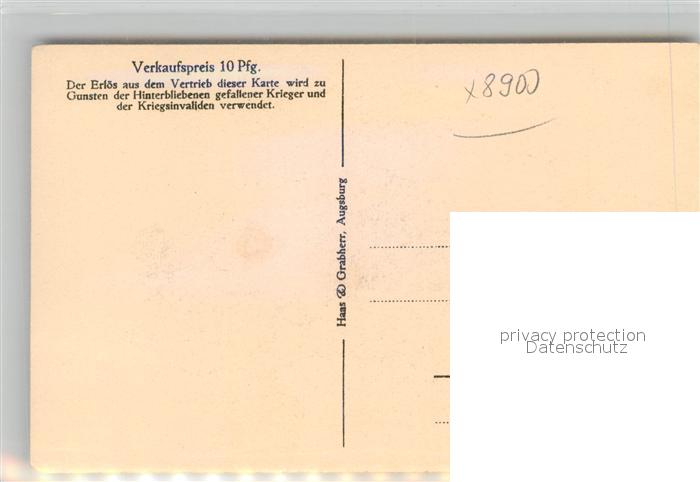 Verkaufspreis 10 Pfg.
Der Erlös aus dem Vertrieb dieser Karte wird zu
Gunsten der Hinterbliebenen gefallener Krieger und
der Kriegsinvaliden verwendet.
Haas & Grabherr, Augsburg
x8900
privacy protection
Datenschutz